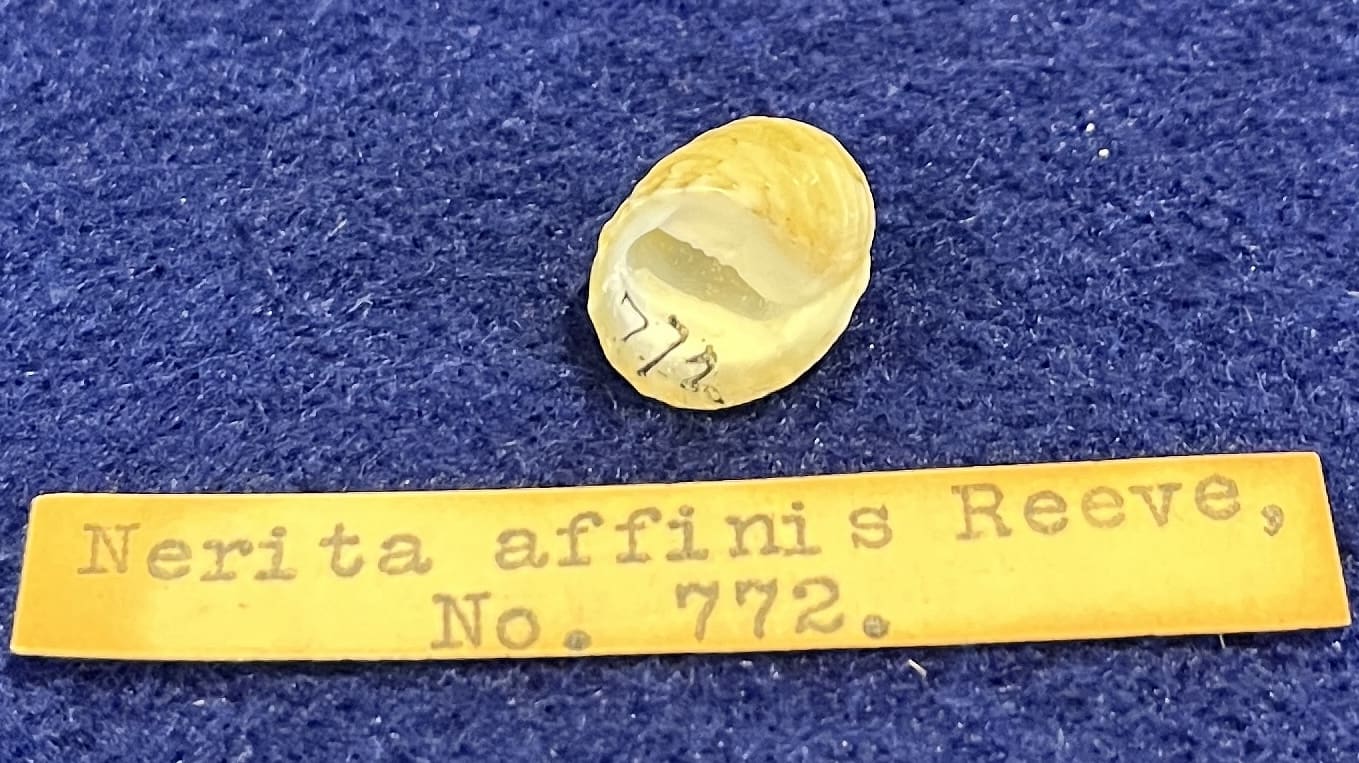 772
Nerita affinis Reeve,
No. 772.